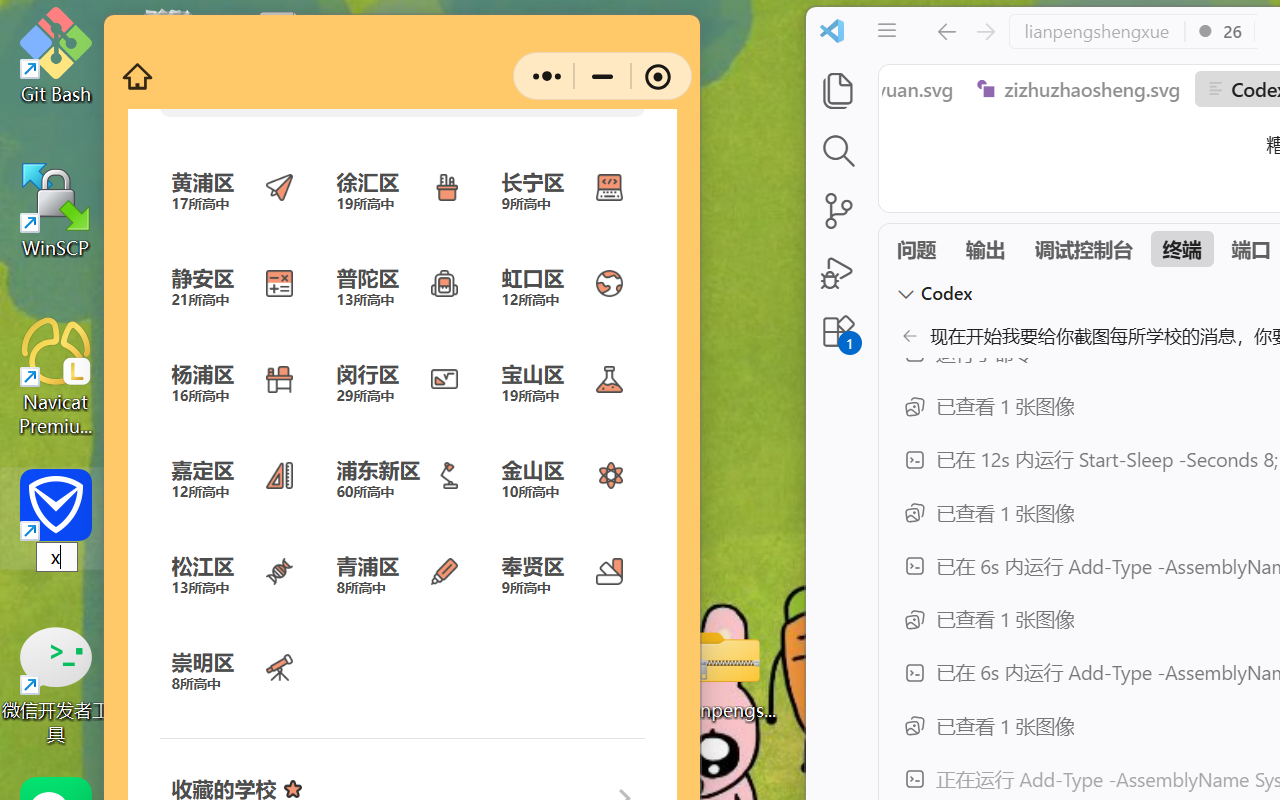 Git Bash
WinSCP
Navicat
Premiu...
x
微信开发者工
具
黄浦区
17所高中
徐汇区
19所高中
长宁区
9所高中
静安区
21所高中
普陀区
13所高中
虹口区
12所高中
杨浦区
16所高中
闵行区
29所高中
宝山区
19所高中
嘉定区
12所高中
浦东新区
60所高中
金山区
10所高中
松江区
13所高中
青浦区
8所高中
奉贤区
9所高中
崇明区
8所高中
收藏的学校
npengs...
lianpengshengxue
26
yuan.svg
zizhuzhaosheng.svg
Codex
糟
问题
输出
调试控制台
终端
端口
Codex
现在开始我要给你截图每所学校的消息，你要
已查看 1 张图像
已在 12s 内运行 Start-Sleep -Seconds 8;
已查看 1 张图像
已在 6s 内运行 Add-Type -AssemblyNam
已查看 1 张图像
已在 6s 内运行 Add-Type -AssemblyNam
已查看 1 张图像
正在运行 Add-Type -AssemblyName Sys
1